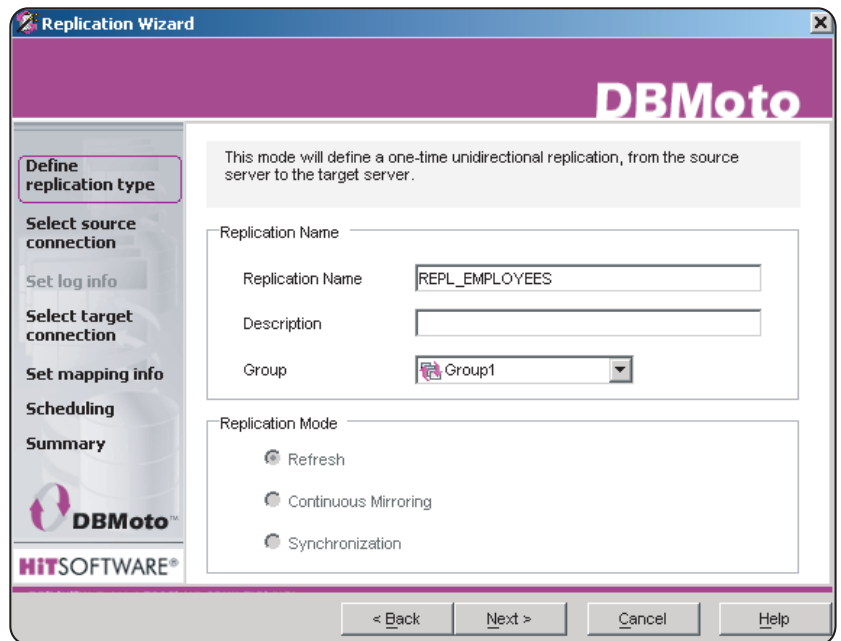 Replication Wizard
DBMoto
Define
replication type
Select source
connection
Set log info
Select target
connection
Set mapping info
Scheduling
Summary
DBMoto™
HiTSOFTWARE®
This mode will define a one-time unidirectional replication, from the source
server to the target server.
Replication Name
Replication Name REPL_EMPLOYEES
Description
Group Group1
Replication Mode
Refresh
Continuous Mirroring
Synchronization
< Back Next > Cancel Help